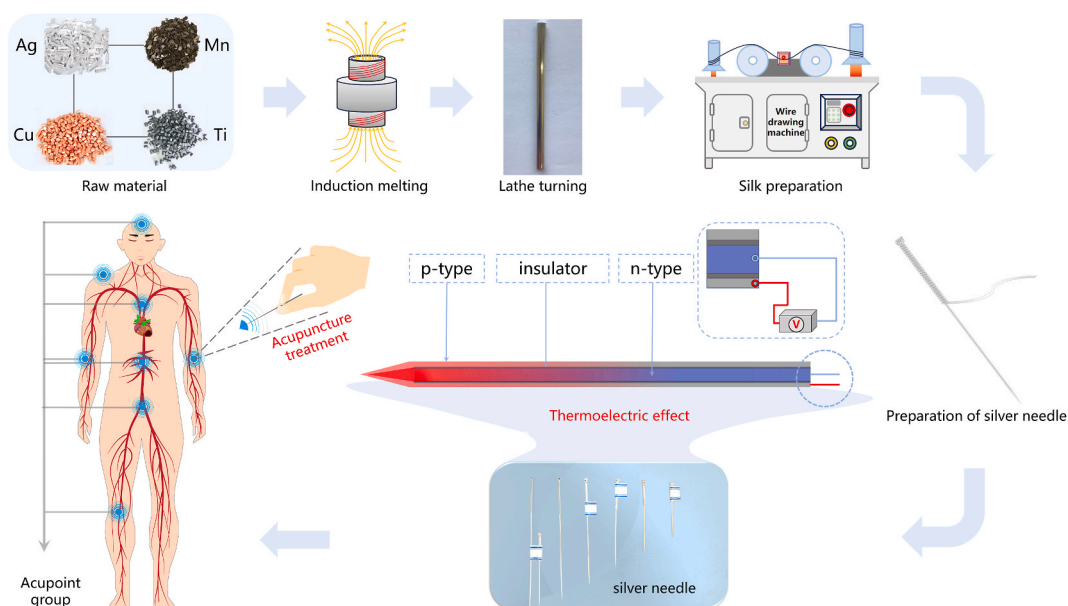 Ag
Mn
Cu
Ti
Raw material
Induction melting
Lathe turning
Wire
drawing
machine
Silk preparation
Acupuncture
treatment
p-type
insulator
n-type
V
Thermoelectric effect
Preparation of silver needle
silver needle
Acupoint
group